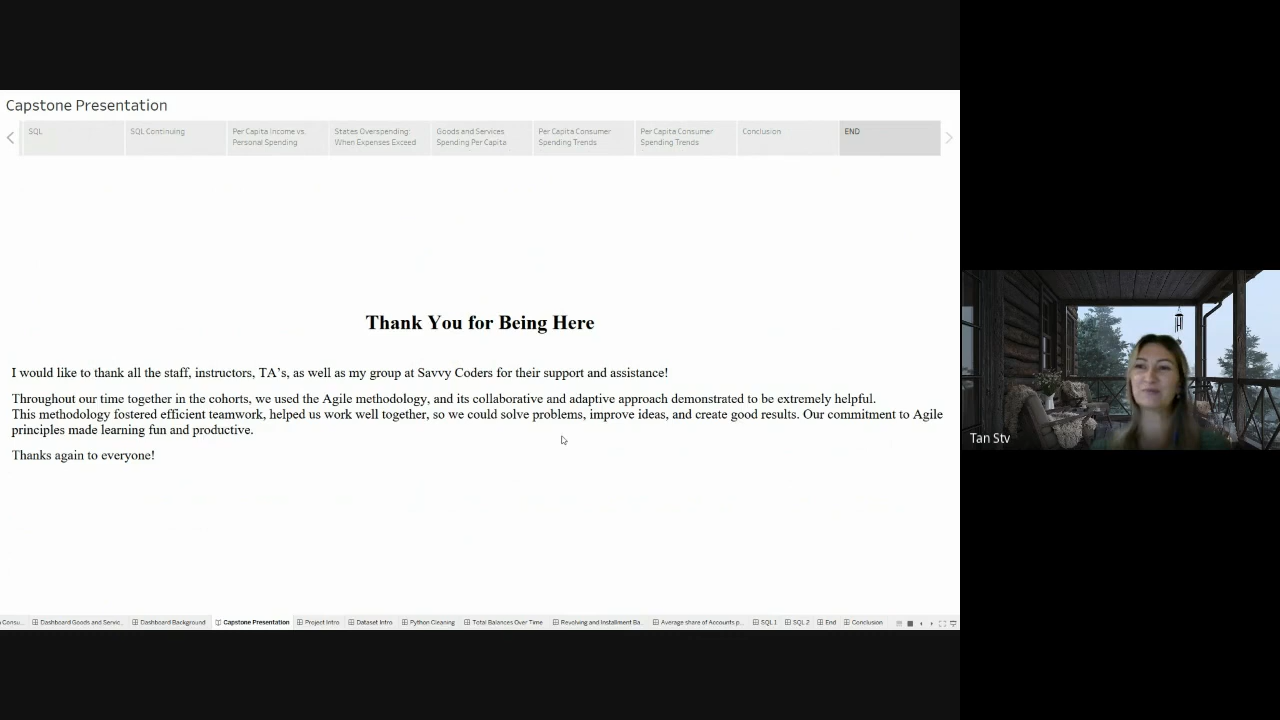 Capstone Presentation
SQL
SQL Continuing
Per Capita Income vs.
Personal Spending
States Overspending:
When Expenses Exceed
Goods and Services
Spending Per Capita
Per Capita Consumer
Spending Trends
Per Capita Consumer
Spending Trends
Conclusion
END
Thank You for Being Here
I would like to thank all the staff, instructors, TA's, as well as my group at Savvy Coders for their support and assistance!
Throughout our time together in the cohorts, we used the Agile methodology, and its collaborative and adaptive approach demonstrated to be extremely helpful.
This methodology fostered efficient teamwork, helped us work well together, so we could solve problems, improve ideas, and create good results. Our commitment to Agile
principles made learning fun and productive.
Thanks again to everyone!
Tan Stv
a Consu... Dashboard Goods and Servic... Dashboard Background Capstone Presentation Project Intro Dataset Intro Python Cleaning Total Balances Over Time Revolving and Installment Ba... Average share of Accounts p... SQL 1 SQL 2 End Conclusion